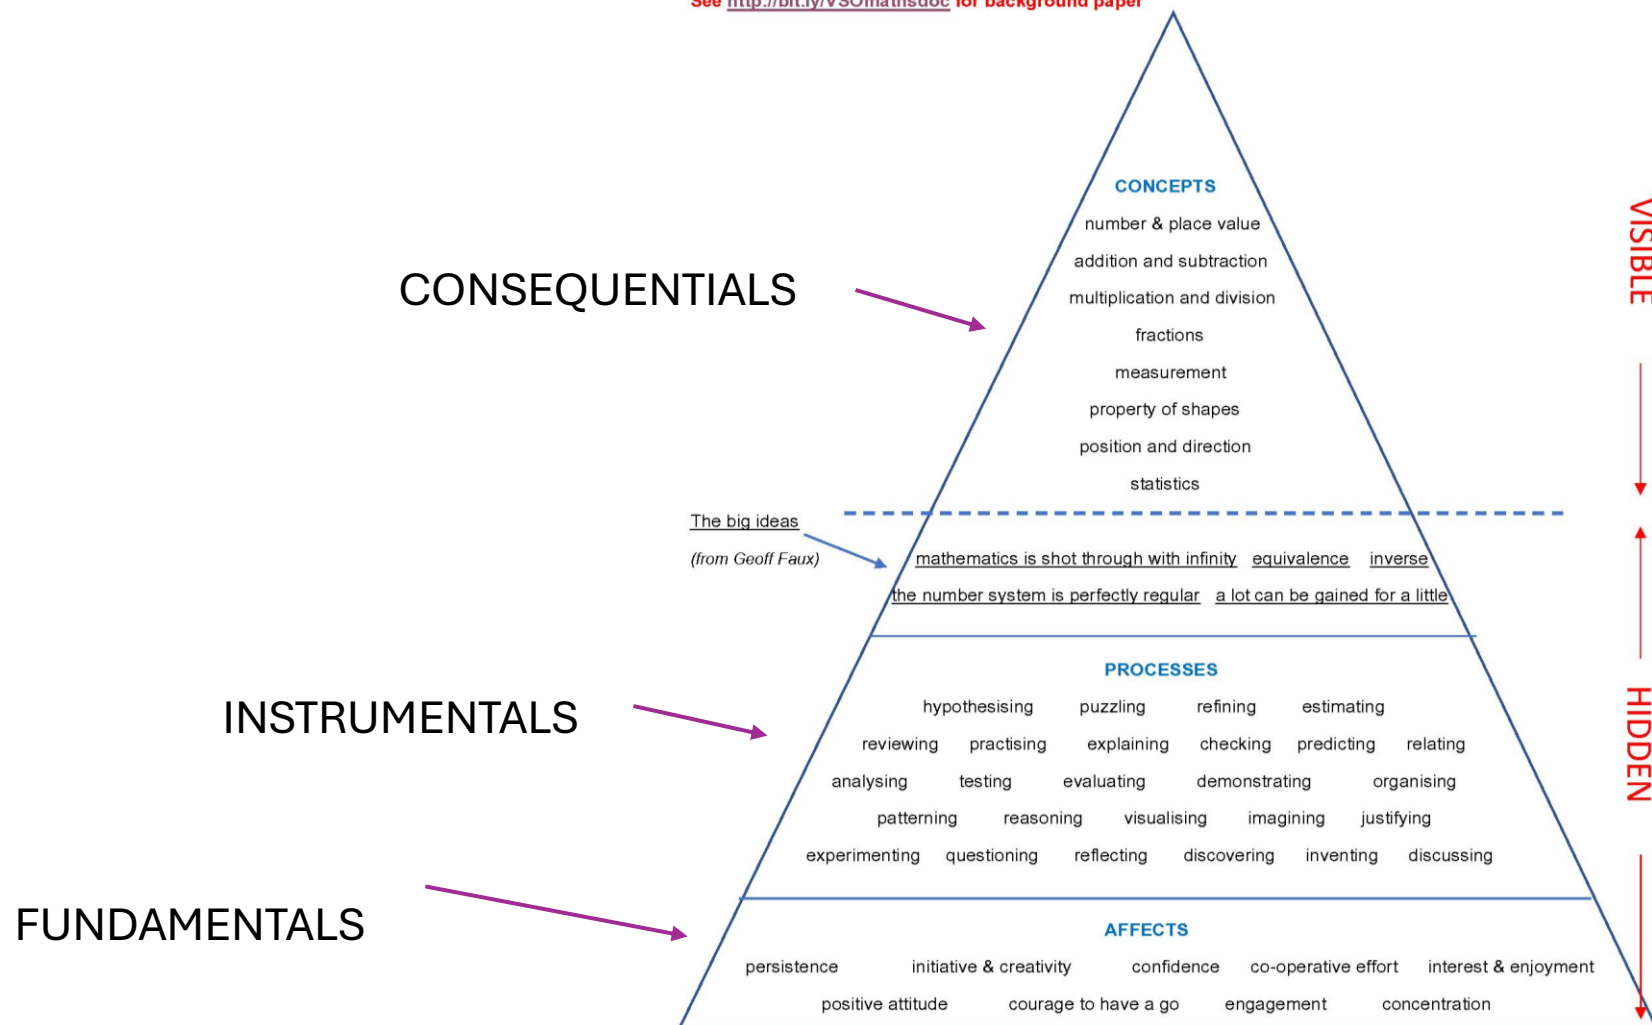 See http://bit.ly/VSOmathsdoc for background paper
CONCEPTS
number & place value
addition and subtraction
multiplication and division
fractions
measurement
property of shapes
position and direction
statistics
VISIBLE
CONSEQUENTIALS
The big ideas
(from Geoff Faux)
mathematics is shot through with infinity equivalence inverse
the number system is perfectly regular a lot can be gained for a little
INSTRUMENTALS
PROCESSES
hypothesising puzzling refining estimating
reviewing practising explaining checking predicting relating
analysing testing evaluating demonstrating organising
patterning reasoning visualising imagining justifying
experimenting questioning reflecting discovering inventing discussing
HIDDEN
FUNDAMENTALS
AFFECTS
persistence initiative & creativity confidence co-operative effort interest & enjoyment
positive attitude courage to have a go engagement concentration